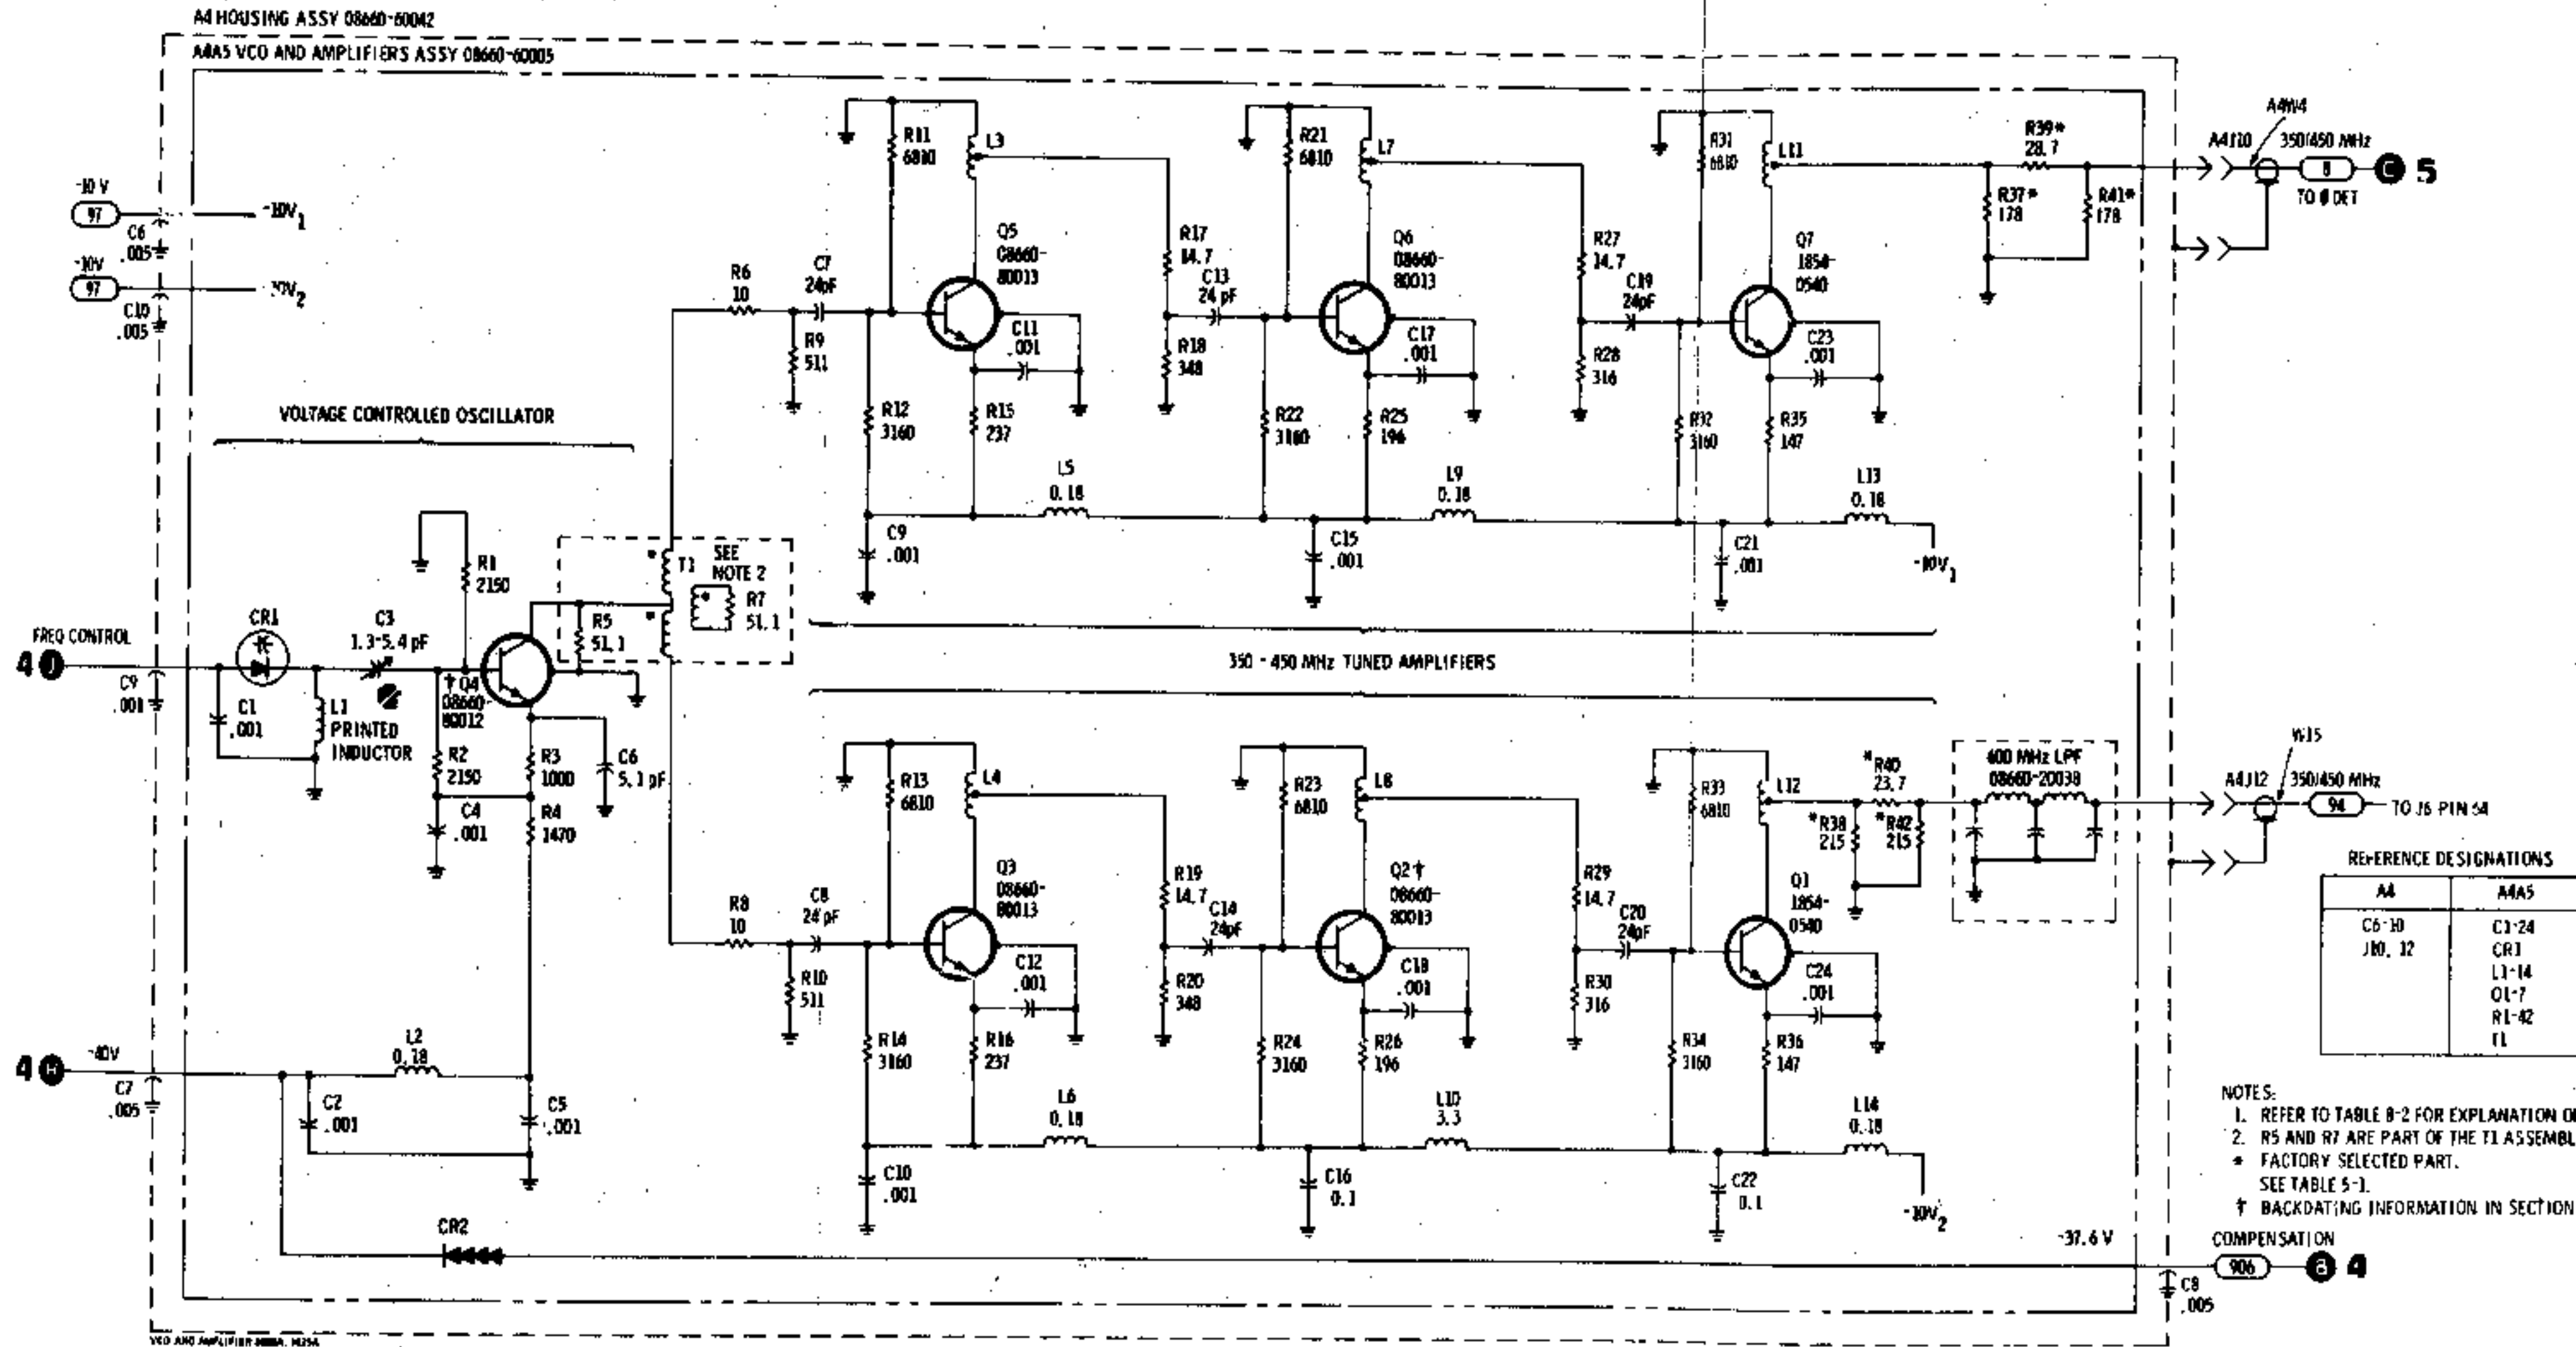 A4 HOUSING ASSY 08660-60042
A4A5 VCO AND AMPLIFIERS ASSY 08660-60005
-10 V
97
C6
.005
-10V1
-10V
97
C10
.005
-10V2
VOLTAGE CONTROLLED OSCILLATOR
FREQ CONTROL
4 J
C9
.001
C1
.001
CR1
L1
PRINTED
INDUCTOR
C3
1.3-5.4 pF
R1
2150
† Q4
08660-
80012
R2
2150
C4
.001
R3
1000
R4
1470
C6
5.1 pF
R5
51.1
T1
SEE
NOTE 2
R7
51.1
4 H
-40V
C7
.005
L2
0.18
C2
.001
C5
.001
CR2
R6
10
R9
511
C7
24pF
R11
6810
L3
Q5
08660-
80013
C11
.001
R12
3160
R15
237
C9
.001
L5
0.18
R17
14.7
C13
24 pF
R18
348
R21
6810
L7
Q6
08660-
80013
C17
.001
R22
3160
R25
196
C15
.001
L9
0.18
R27
14.7
C19
24pF
R28
316
R31
6810
L11
Q7
1854-
0540
C23
.001
R32
3160
R35
147
C21
.001
L13
0.18
-10V1
R39*
28.7
R37*
178
R41*
178
A4J10
A4W4
350/450 MHz
8
TO Ø DET
C 5
350 - 450 MHz TUNED AMPLIFIERS
R8
10
R10
511
C8
24 pF
R13
6810
L4
Q3
08660-
80013
C12
.001
R14
3160
R16
237
C10
.001
L6
0.18
R19
14.7
C14
24pF
R20
348
R23
6810
L8
Q2†
08660-
80013
C18
.001
R24
3160
R26
196
C16
0.1
L10
3.3
R29
14.7
C20
24pF
R30
316
R33
6810
L12
Q1
1854-
0540
C24
.001
R34
3160
R36
147
C22
0.1
L14
0.18
-10V2
*R40
23.7
*R38
215
*R42
215
400 MHz LPF
08660-20038
A4J12
W15
350/450 MHz
94
TO J6 PIN 54
REFERENCE DESIGNATIONS
A4 A4A5
C6-10 C1-24
J10, 12 CR1
L1-14
Q1-7
R1-42
T1
NOTES:
1. REFER TO TABLE 8-2 FOR EXPLANATION
2. R5 AND R7 ARE PART OF THE T1 ASSEMBL
* FACTORY SELECTED PART.
SEE TABLE 5-1.
† BACKDATING INFORMATION IN SECTION
-37.6 V
COMPENSATION
906
B 4
C8
.005
VCO AND AMPLIFIER